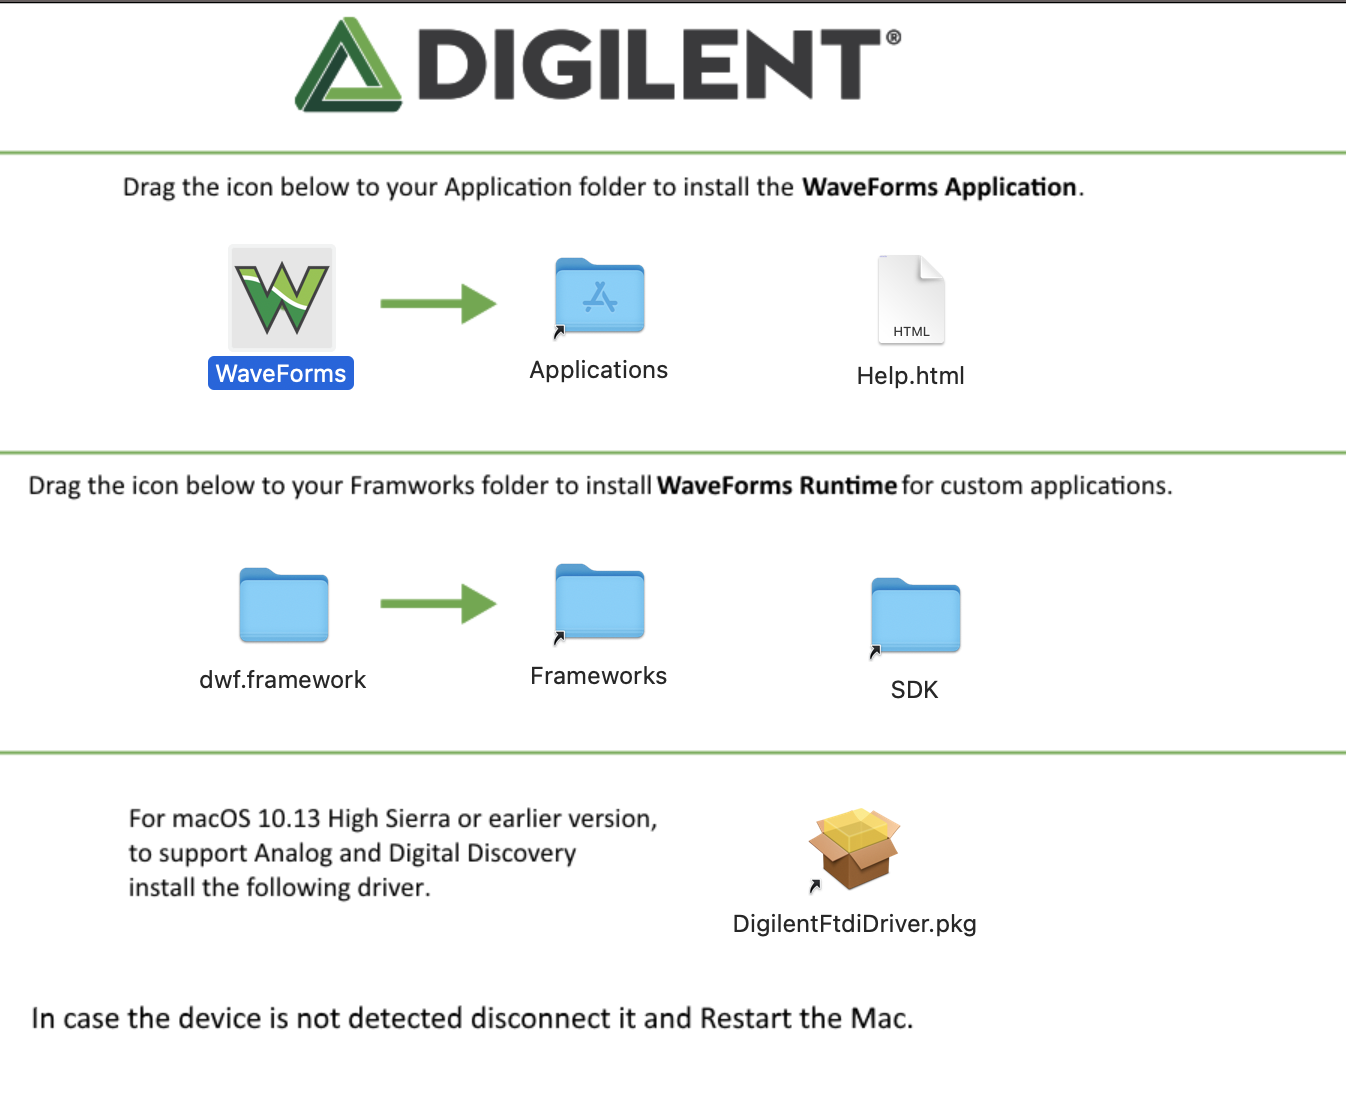 DIGILENT®
Drag the icon below to your Application folder to install the WaveForms Application.
WaveForms
Applications
HTML
Help.html
Drag the icon below to your Framworks folder to install WaveForms Runtime for custom applications.
dwf.framework
Frameworks
SDK
For macOS 10.13 High Sierra or earlier version,
to support Analog and Digital Discovery
install the following driver.
DigilentFtdiDriver.pkg
In case the device is not detected disconnect it and Restart the Mac.